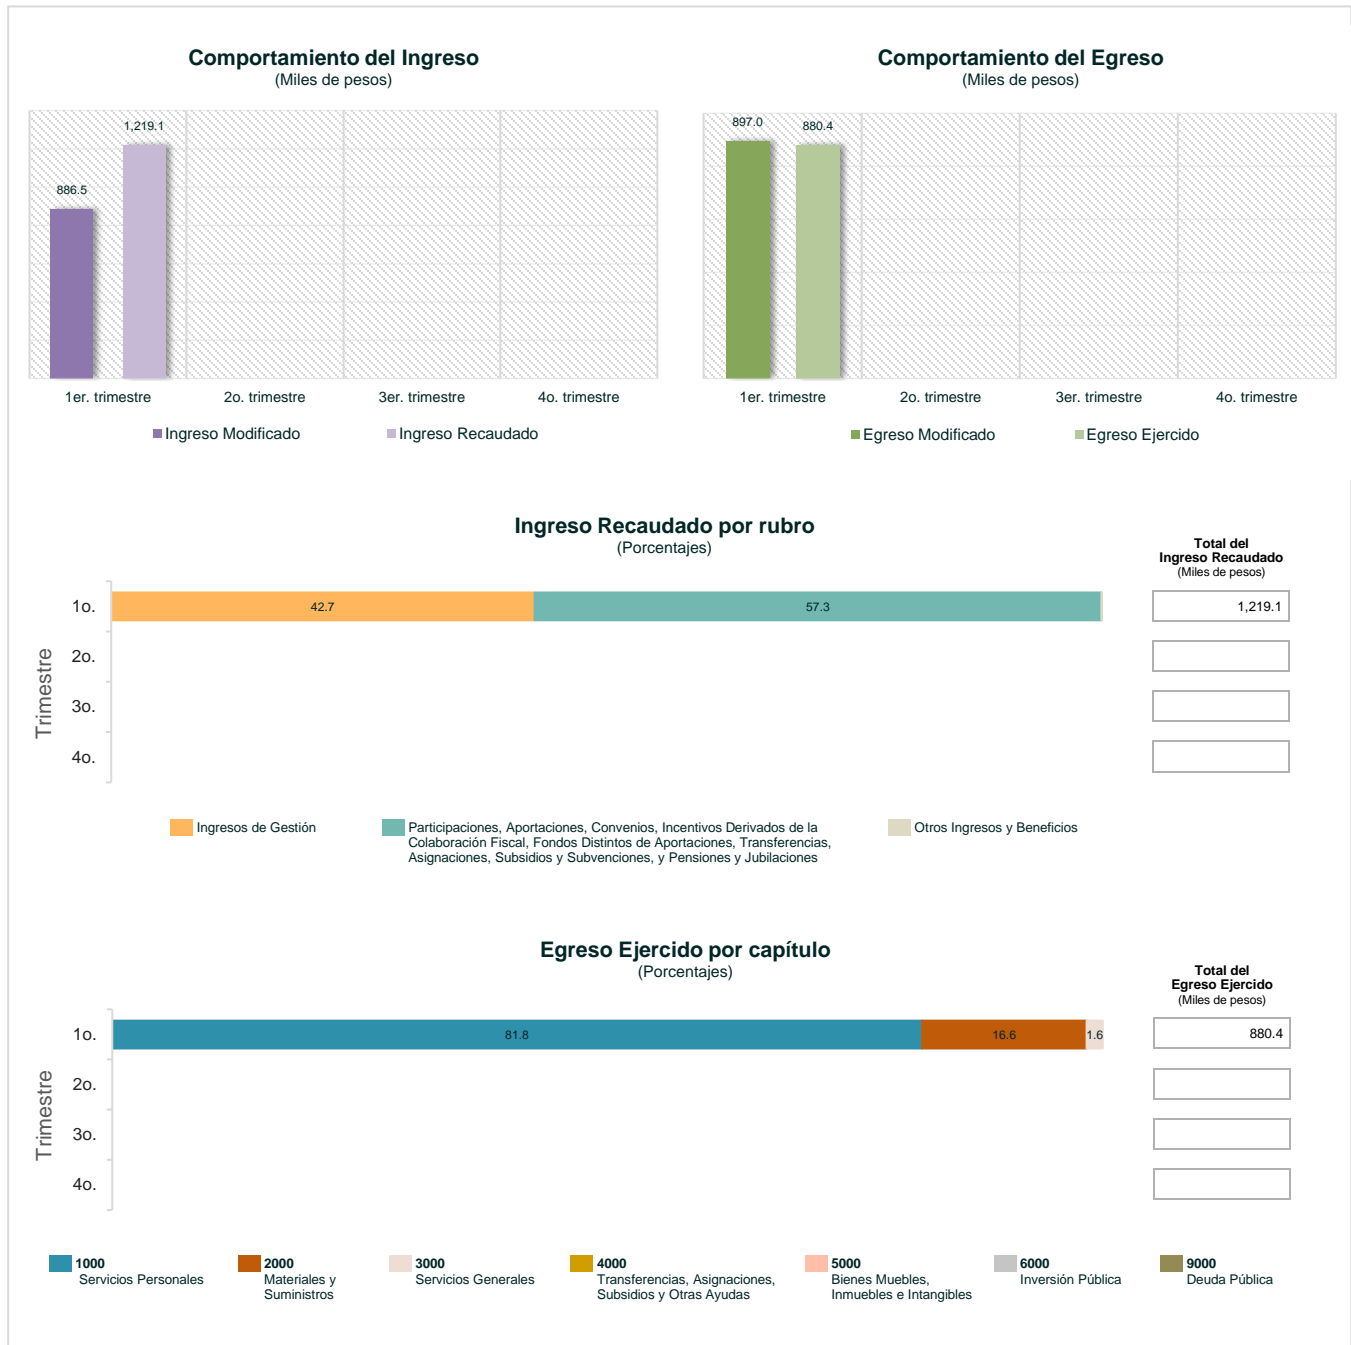 Comportamiento del Ingreso
(Miles de pesos)
1,219.1
886.5
1er. trimestre
2o. trimestre
3er. trimestre
4o. trimestre
Ingreso Modificado
Ingreso Recaudado
Comportamiento del Egreso
(Miles de pesos)
897.0
880.4
1er. trimestre
2o. trimestre
3er. trimestre
4o. trimestre
Egreso Modificado
Egreso Ejercido
Ingreso Recaudado por rubro
(Porcentajes)
Total del
Ingreso Recaudado
(Miles de pesos)
Trimestre
1o.
42.7
57.3
1,219.1
2o.
3o.
4o.
Ingresos de Gestión
Participaciones, Aportaciones, Convenios, Incentivos Derivados de la
Colaboración Fiscal, Fondos Distintos de Aportaciones, Transferencias,
Asignaciones, Subsidios y Subvenciones, y Pensiones y Jubilaciones
Otros Ingresos y Beneficios
Egreso Ejercido por capítulo
(Porcentajes)
Total del
Egreso Ejercido
(Miles de pesos)
Trimestre
1o.
81.8
16.6
1.6
880.4
2o.
3o.
4o.
1000
Servicios Personales
2000
Materiales y
Suministros
3000
Servicios Generales
4000
Transferencias, Asignaciones,
Subsidios y Otras Ayudas
5000
Bienes Muebles,
Inmuebles e Intangibles
6000
Inversión Pública
9000
Deuda Pública